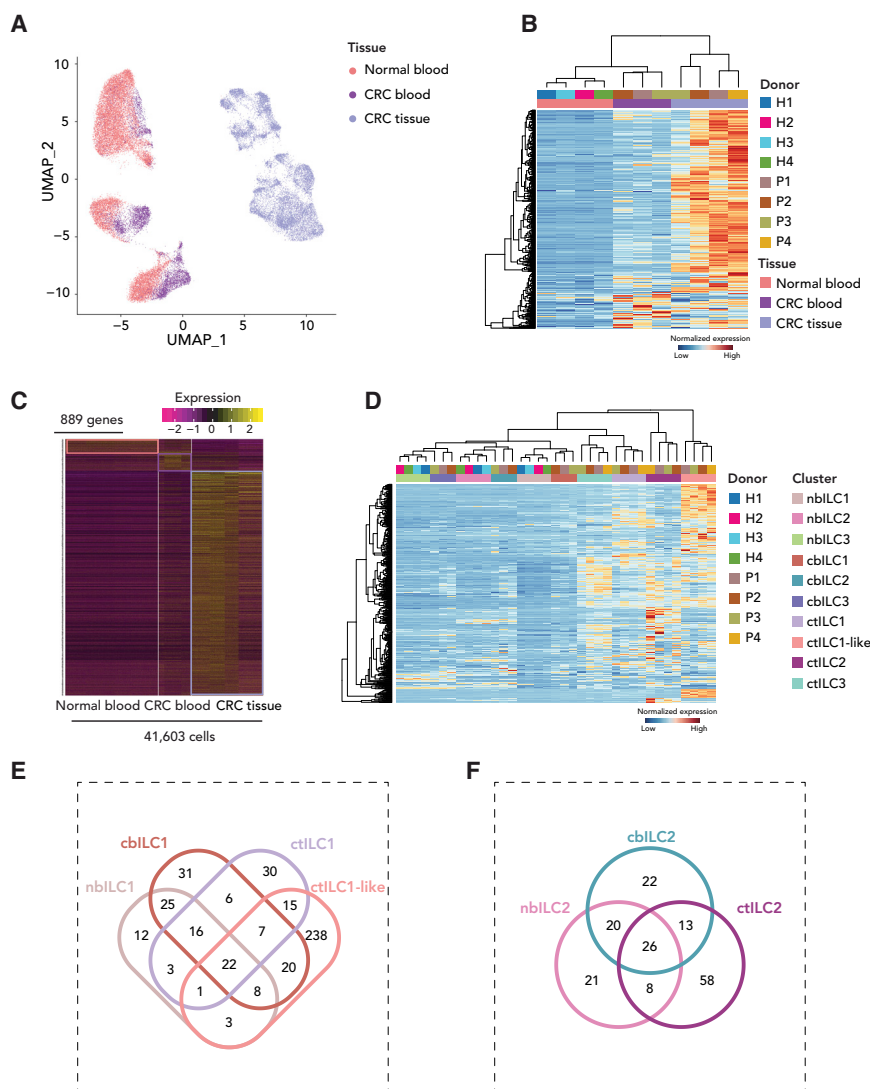 A
Tissue
Normal blood
CRC blood
CRC tissue
10
5
0
−5
−10
UMAP_2
−5
0
5
10
UMAP_1
B
Donor
H1
H2
H3
H4
P1
P2
P3
P4
Tissue
Normal blood
CRC blood
CRC tissue
Normalized expression
Low
High
C
Expression
−2 −1 0 1 2
889 genes
Normal blood CRC blood CRC tissue
41,603 cells
D
Donor
H1
H2
H3
H4
P1
P2
P3
P4
Cluster
nbILC1
nbILC2
nbILC3
cbILC1
cbILC2
cbILC3
ctILC1
ctILC1-like
ctILC2
ctILC3
Normalized expression
Low
High
E
cbILC1
ctILC1
nbILC1
ctILC1-like
31
30
25
6
15
12
16
7
238
3
22
20
1
8
3
F
cbILC2
nbILC2
ctILC2
22
20
13
26
21
8
58